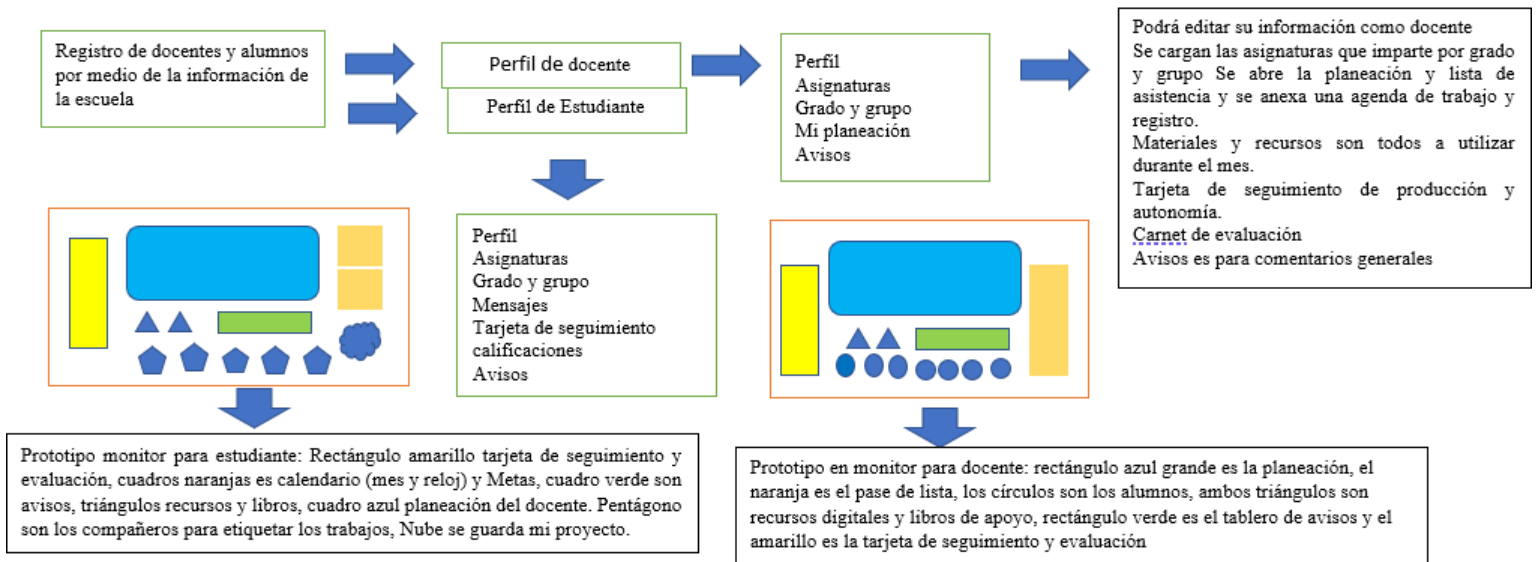 Registro de docentes y alumnos
por medio de la información de
la escuela
Perfil de docente
Perfil de Estudiante
Perfil
Asignaturas
Grado y grupo
Mi planeación
Avisos
Podrá editar su información como docente
Se cargan las asignaturas que imparte por grado
y grupo Se abre la planeación y lista de
asistencia y se anexa una agenda de trabajo y
registro.
Materiales y recursos son todos a utilizar
durante el mes.
Tarjeta de seguimiento de producción y
autonomía.
Carnet de evaluación
Avisos es para comentarios generales
Perfil
Asignaturas
Grado y grupo
Mensajes
Tarjeta de seguimiento
calificaciones
Avisos
Prototipo monitor para estudiante: Rectángulo amarillo tarjeta de seguimiento y
evaluación, cuadros naranjas es calendario (mes y reloj) y Metas, cuadro verde son
avisos, triángulos recursos y libros, cuadro azul planeación del docente. Pentágono
son los compañeros para etiquetar los trabajos, Nube se guarda mi proyecto.
Prototipo en monitor para docente: rectángulo azul grande es la planeación, el
naranja es el pase de lista, los círculos son los alumnos, ambos triángulos son
recursos digitales y libros de apoyo, rectángulo verde es el tablero de avisos y el
amarillo es la tarjeta de seguimiento y evaluación